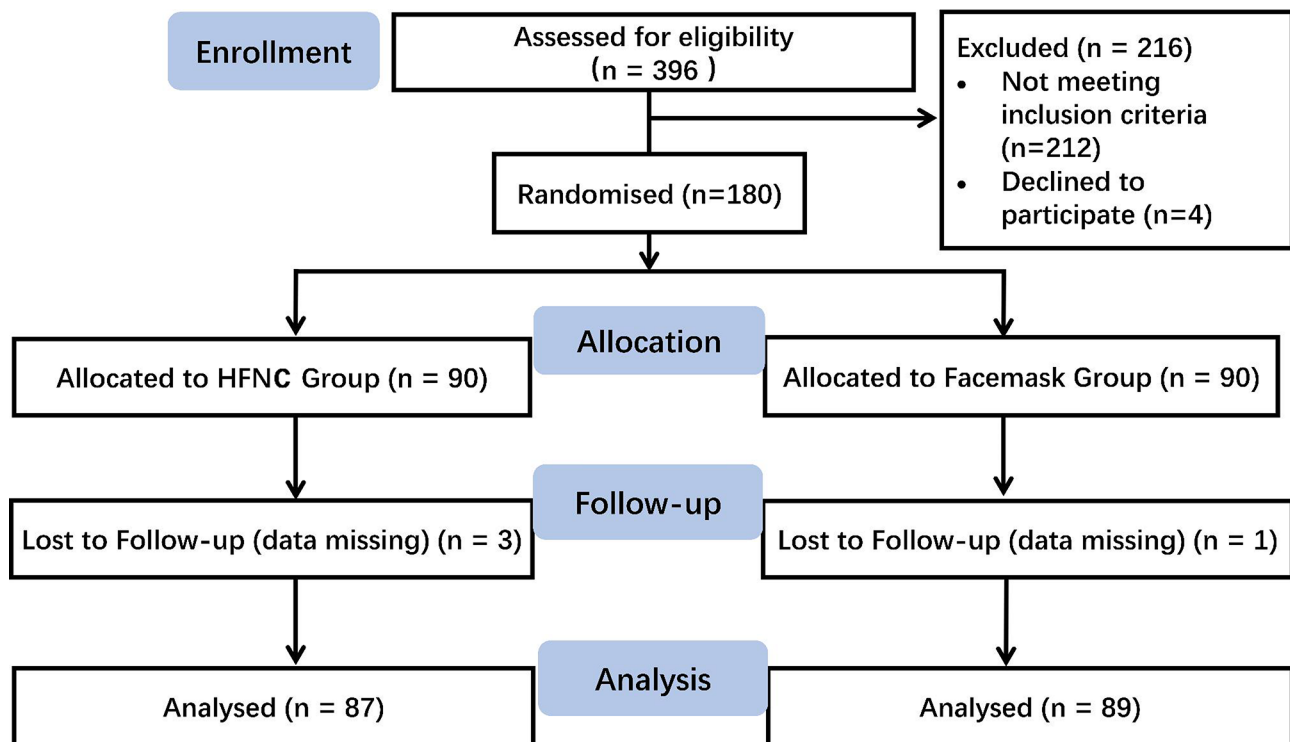 Enrollment
Assessed for eligibility
(n = 396 )
Excluded (n = 216)
• Not meeting
inclusion criteria
(n=212)
• Declined to
participate (n=4)
Randomised (n=180)
Allocation
Allocated to HFNC Group (n = 90)
Allocated to Facemask Group (n = 90)
Follow-up
Lost to Follow-up (data missing) (n = 3)
Lost to Follow-up (data missing) (n = 1)
Analysis
Analysed (n = 87)
Analysed (n = 89)